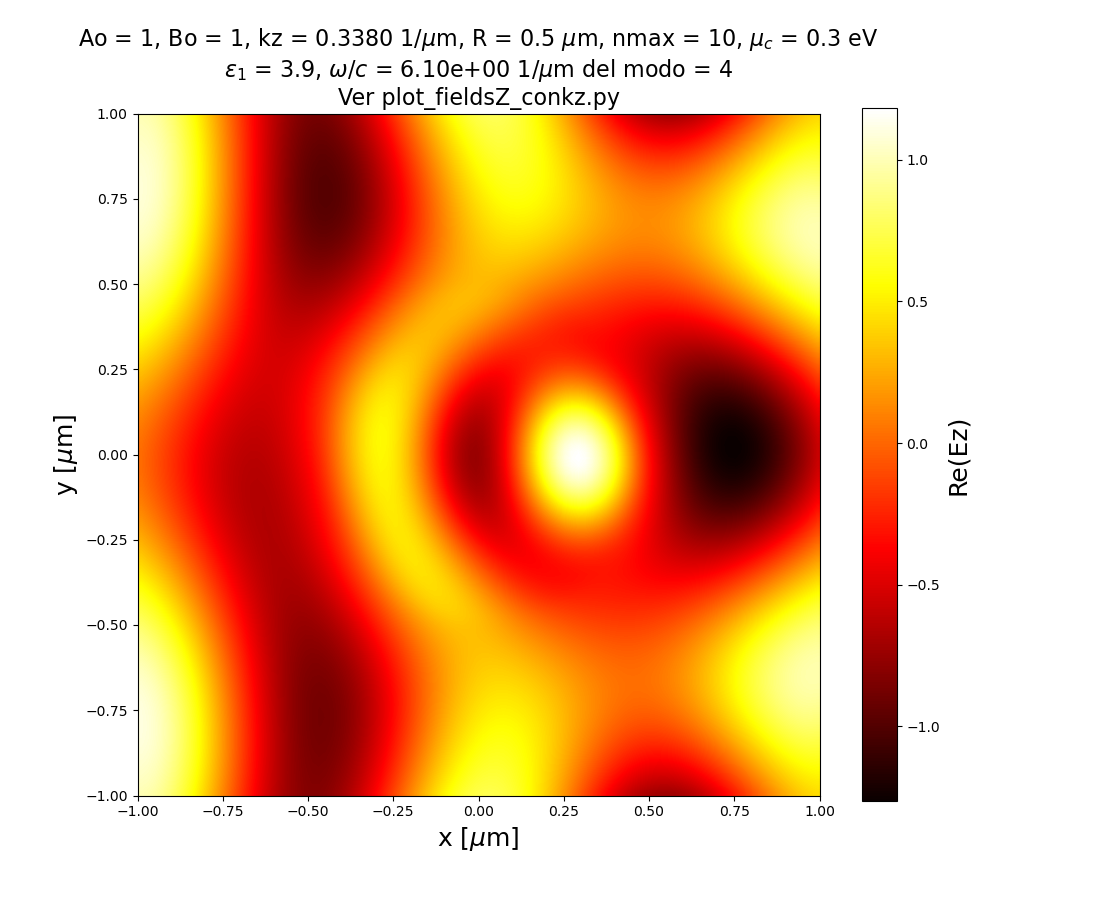 Ao = 1, Bo = 1, kz = 0.3380 1/μm, R = 0.5 μm, nmax = 10, μc = 0.3 eV
ε1 = 3.9, ω/c = 6.10e+00 1/μm del modo = 4
Ver plot_fieldsZ_conkz.py
1.00
0.75
0.50
0.25
0.00
−0.25
−0.50
−0.75
−1.00
y [μm]
−1.00 −0.75 −0.50 −0.25 0.00 0.25 0.50 0.75 1.00
x [μm]
1.0
0.5
0.0
−0.5
−1.0
Re(Ez)